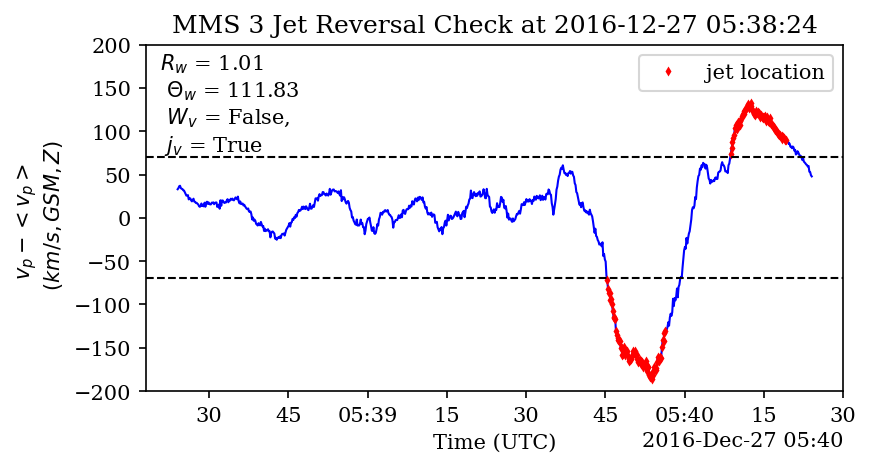 MMS 3 Jet Reversal Check at 2016-12-27 05:38:24
R_w = 1.01
Θ_w = 111.83
W_v = False,
j_v = True
jet location
200
150
100
50
0
−50
−100
−150
−200
v_p − < v_p >
(km/s, GSM, Z)
30 45 05:39 15 30 45 05:40 15 30
Time (UTC)
2016-Dec-27 05:40